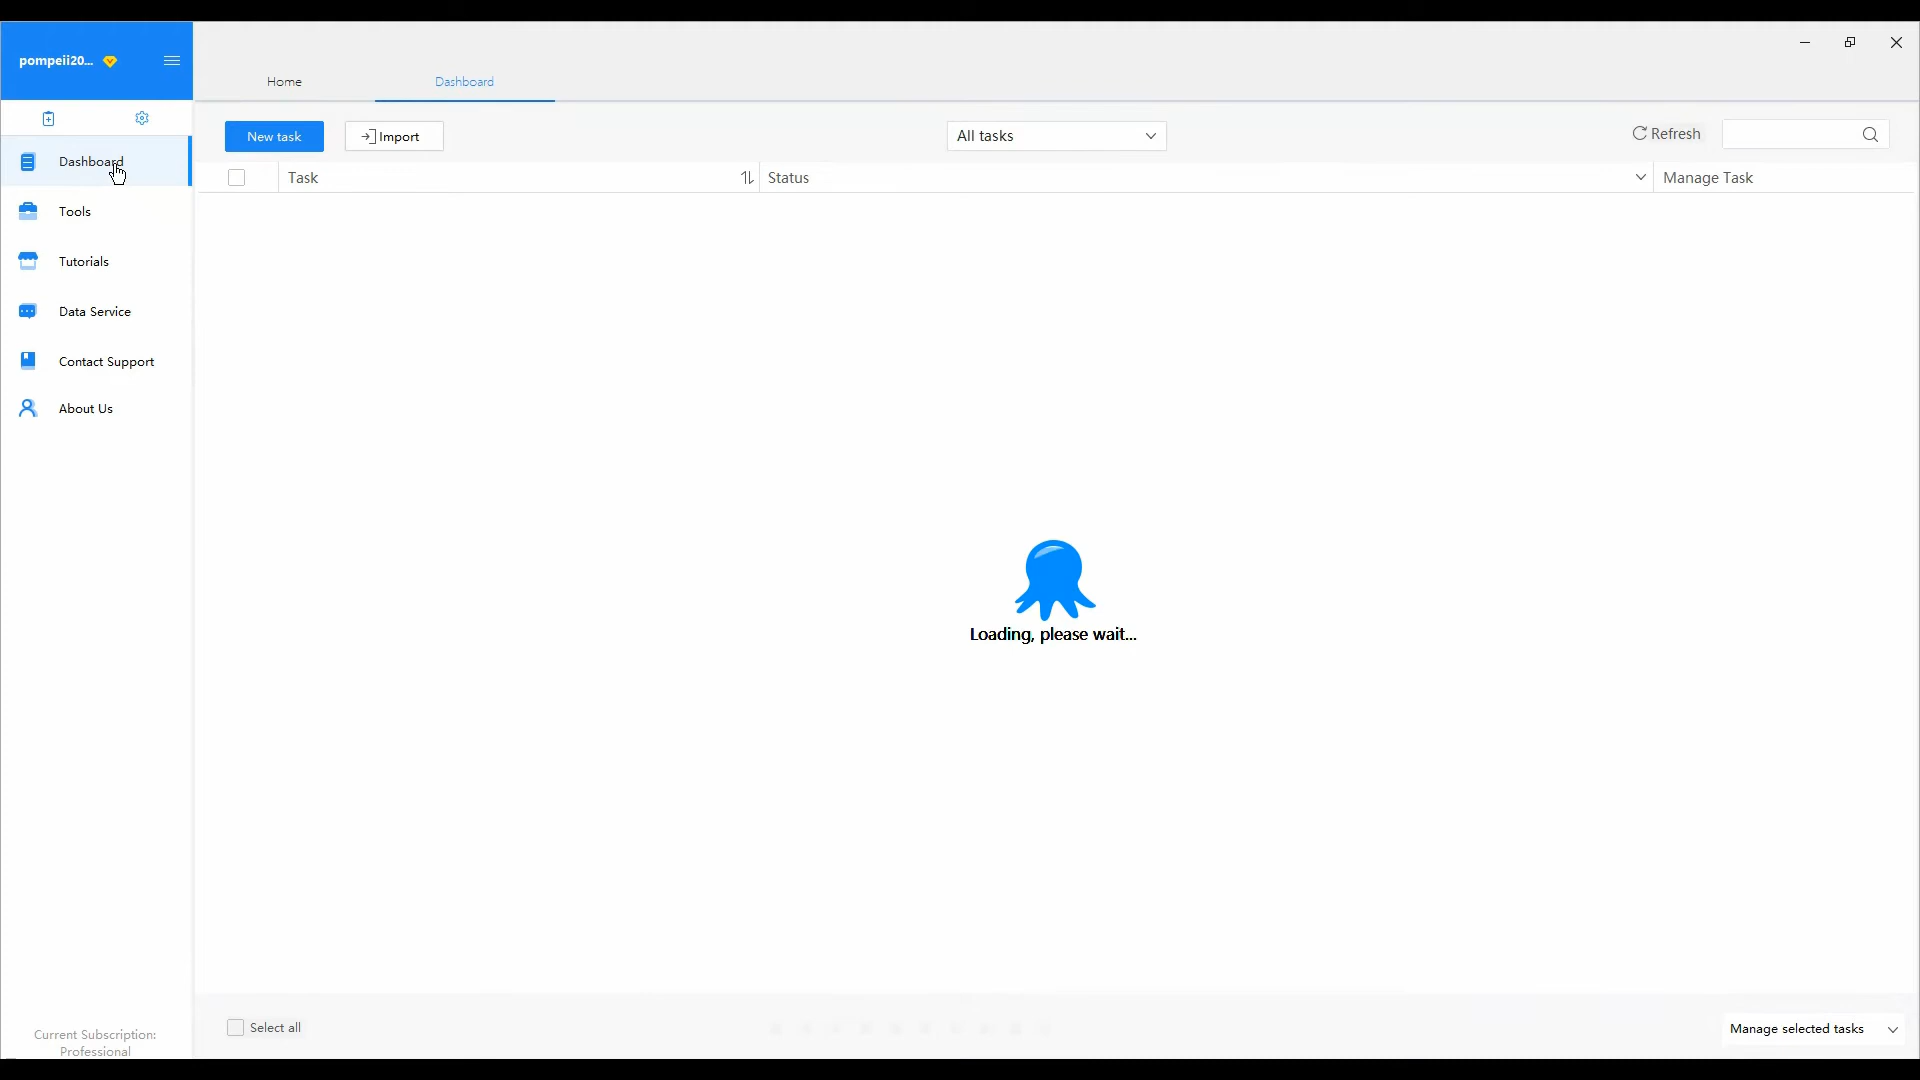 pompeii20...
Home
Dashboard
New task
Import
All tasks
Refresh
Dashboard
Task
Status
Manage Task
Tools
Tutorials
Data Service
Contact Support
About Us
Loading, please wait...
Select all
Manage selected tasks
Current Subscription:
Professional